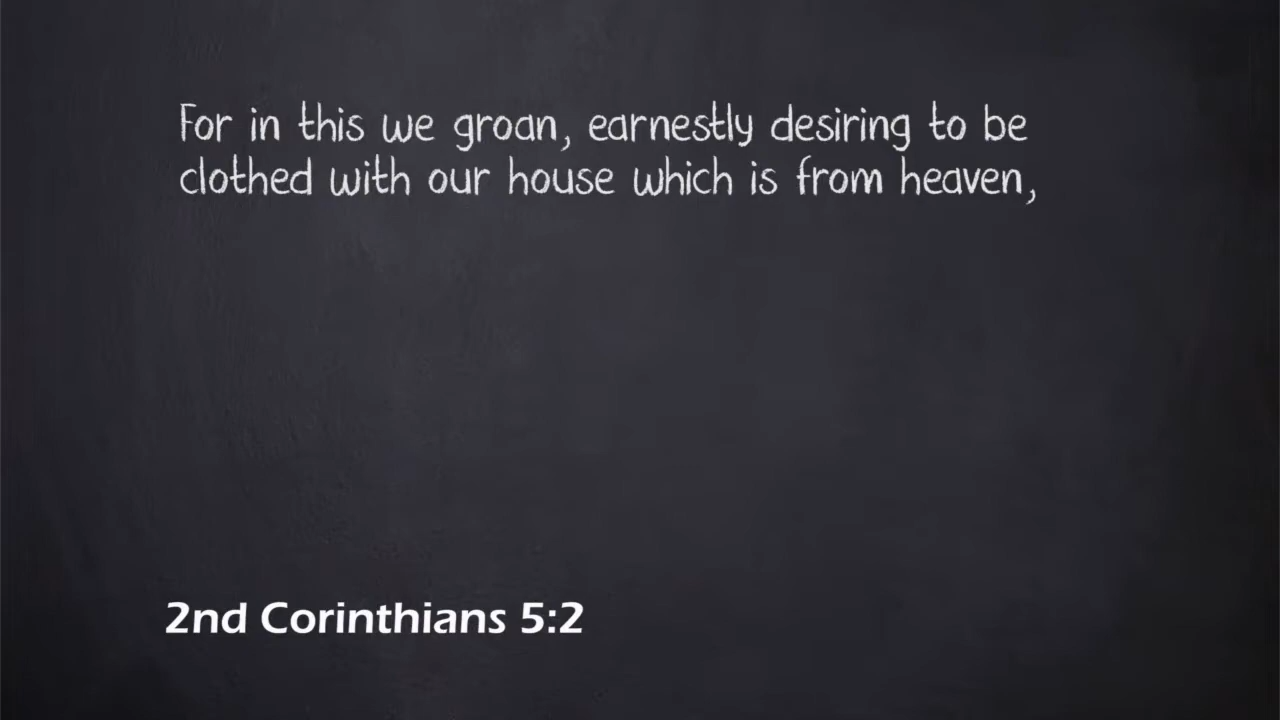 For in this we groan, earnestly desiring to be
clothed with our house which is from heaven,
2nd Corinthians 5:2